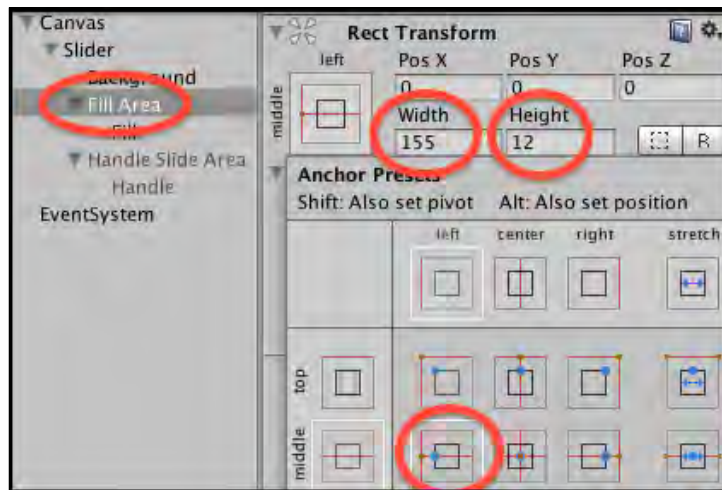 Canvas
Slider
Background
Fill Area
Fill
Handle Slide Area
Handle
EventSystem
Rect Transform
left
Pos X Pos Y Pos Z
middle
0 0 0
Width Height
155 12
R
Anchor Presets
Shift: Also set pivot Alt: Also set position
left center right stretch
top
middle